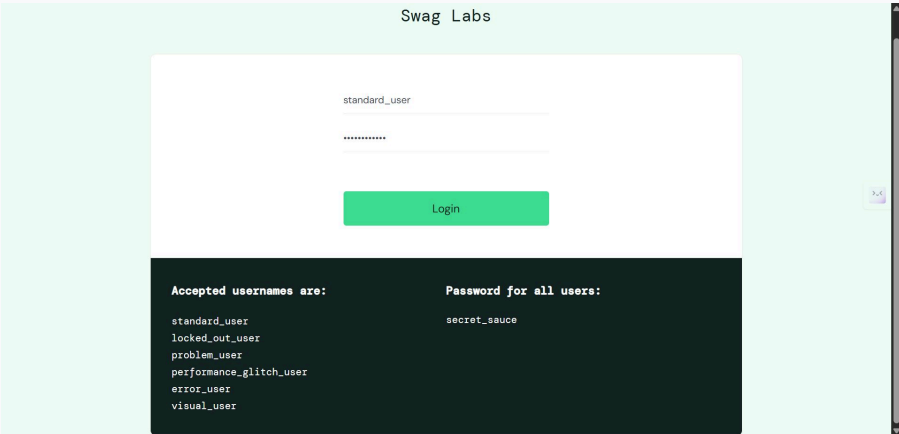 Swag Labs
standard_user
••••••••••••
Login
Accepted usernames are:
standard_user
locked_out_user
problem_user
performance_glitch_user
error_user
visual_user
Password for all users:
secret_sauce